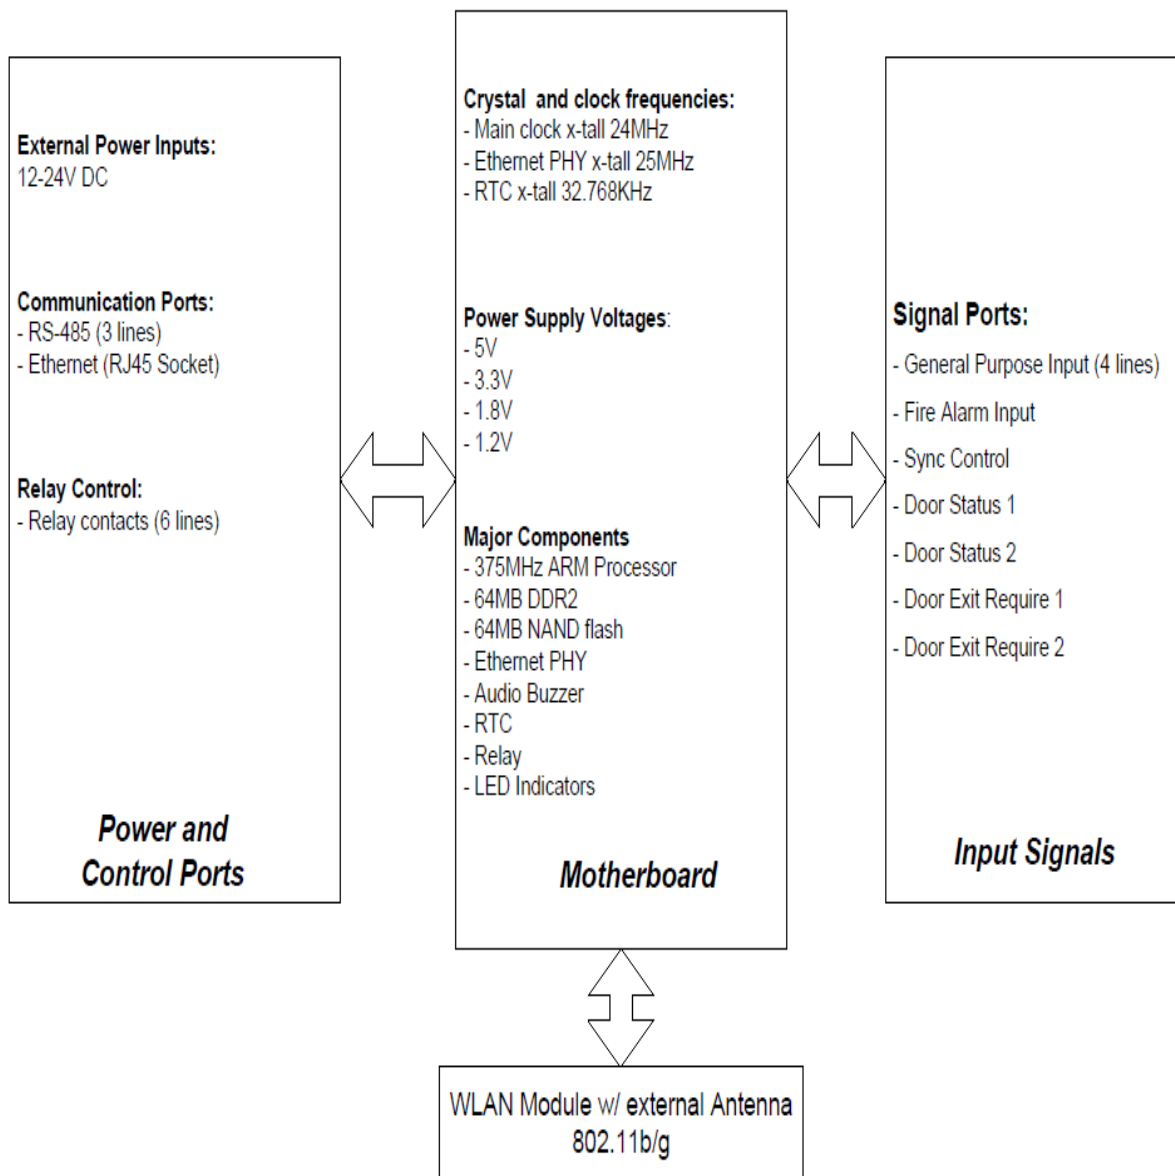 External Power Inputs:
12-24V DC
Communication Ports:
- RS-485 (3 lines)
- Ethernet (RJ45 Socket)
Relay Control:
- Relay contacts (6 lines)
Power and
Control Ports
Crystal and clock frequencies:
- Main clock x-tall 24MHz
- Ethernet PHY x-tall 25MHz
- RTC x-tall 32.768KHz
Power Supply Voltages:
- 5V
- 3.3V
- 1.8V
- 1.2V
Major Components
- 375MHz ARM Processor
- 64MB DDR2
- 64MB NAND flash
- Ethernet PHY
- Audio Buzzer
- RTC
- Relay
- LED Indicators
Motherboard
Signal Ports:
- General Purpose Input (4 lines)
- Fire Alarm Input
- Sync Control
- Door Status 1
- Door Status 2
- Door Exit Require 1
- Door Exit Require 2
Input Signals
WLAN Module w/ external Antenna
802.11b/g